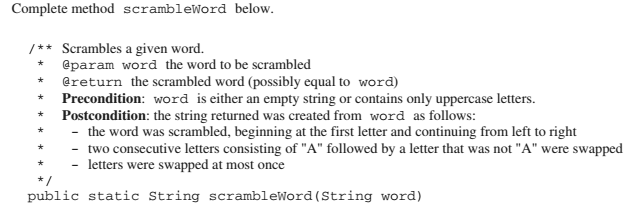 Complete method scrambleWord below.
/** Scrambles a given word.
* @param word the word to be scrambled
* @return the scrambled word (possibly equal to word)
* Precondition: word is either an empty string or contains only uppercase letters.
* Postcondition: the string returned was created from word as follows:
* - the word was scrambled, beginning at the first letter and continuing from left to right
* - two consecutive letters consisting of "A" followed by a letter that was not "A" were swapped
* - letters were swapped at most once
*/
public static String scrambleWord(String word)